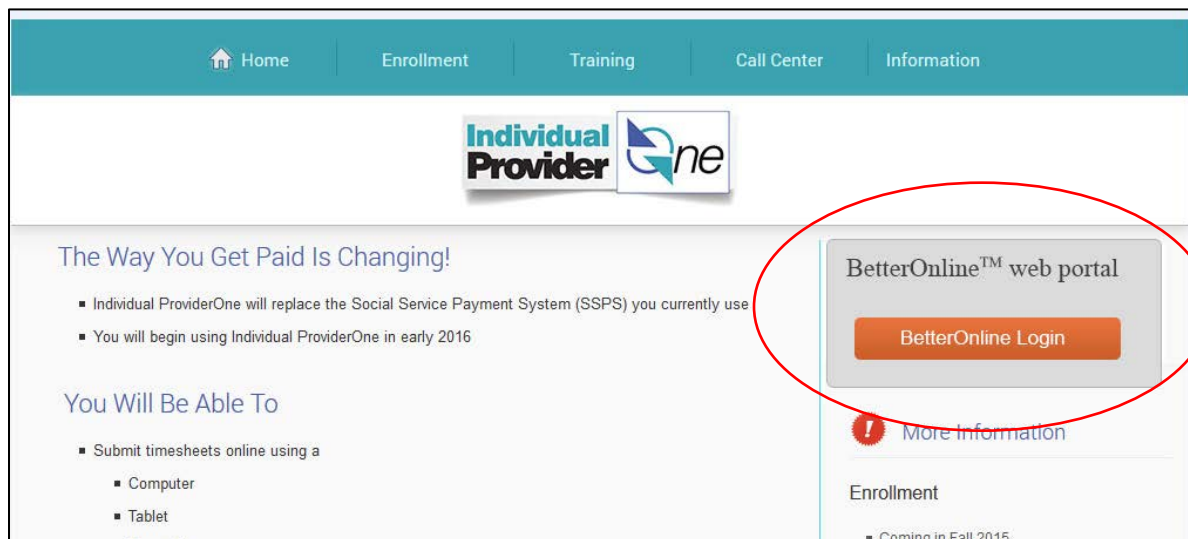 Home Enrollment Training Call Center Information
Individual
Provider One
The Way You Get Paid Is Changing!
▪ Individual ProviderOne will replace the Social Service Payment System (SSPS) you currently use
▪ You will begin using Individual ProviderOne in early 2016
You Will Be Able To
▪ Submit timesheets online using a
▪ Computer
▪ Tablet
BetterOnline™ web portal
BetterOnline Login
! More Information
Enrollment
▪ Coming in Fall 2015